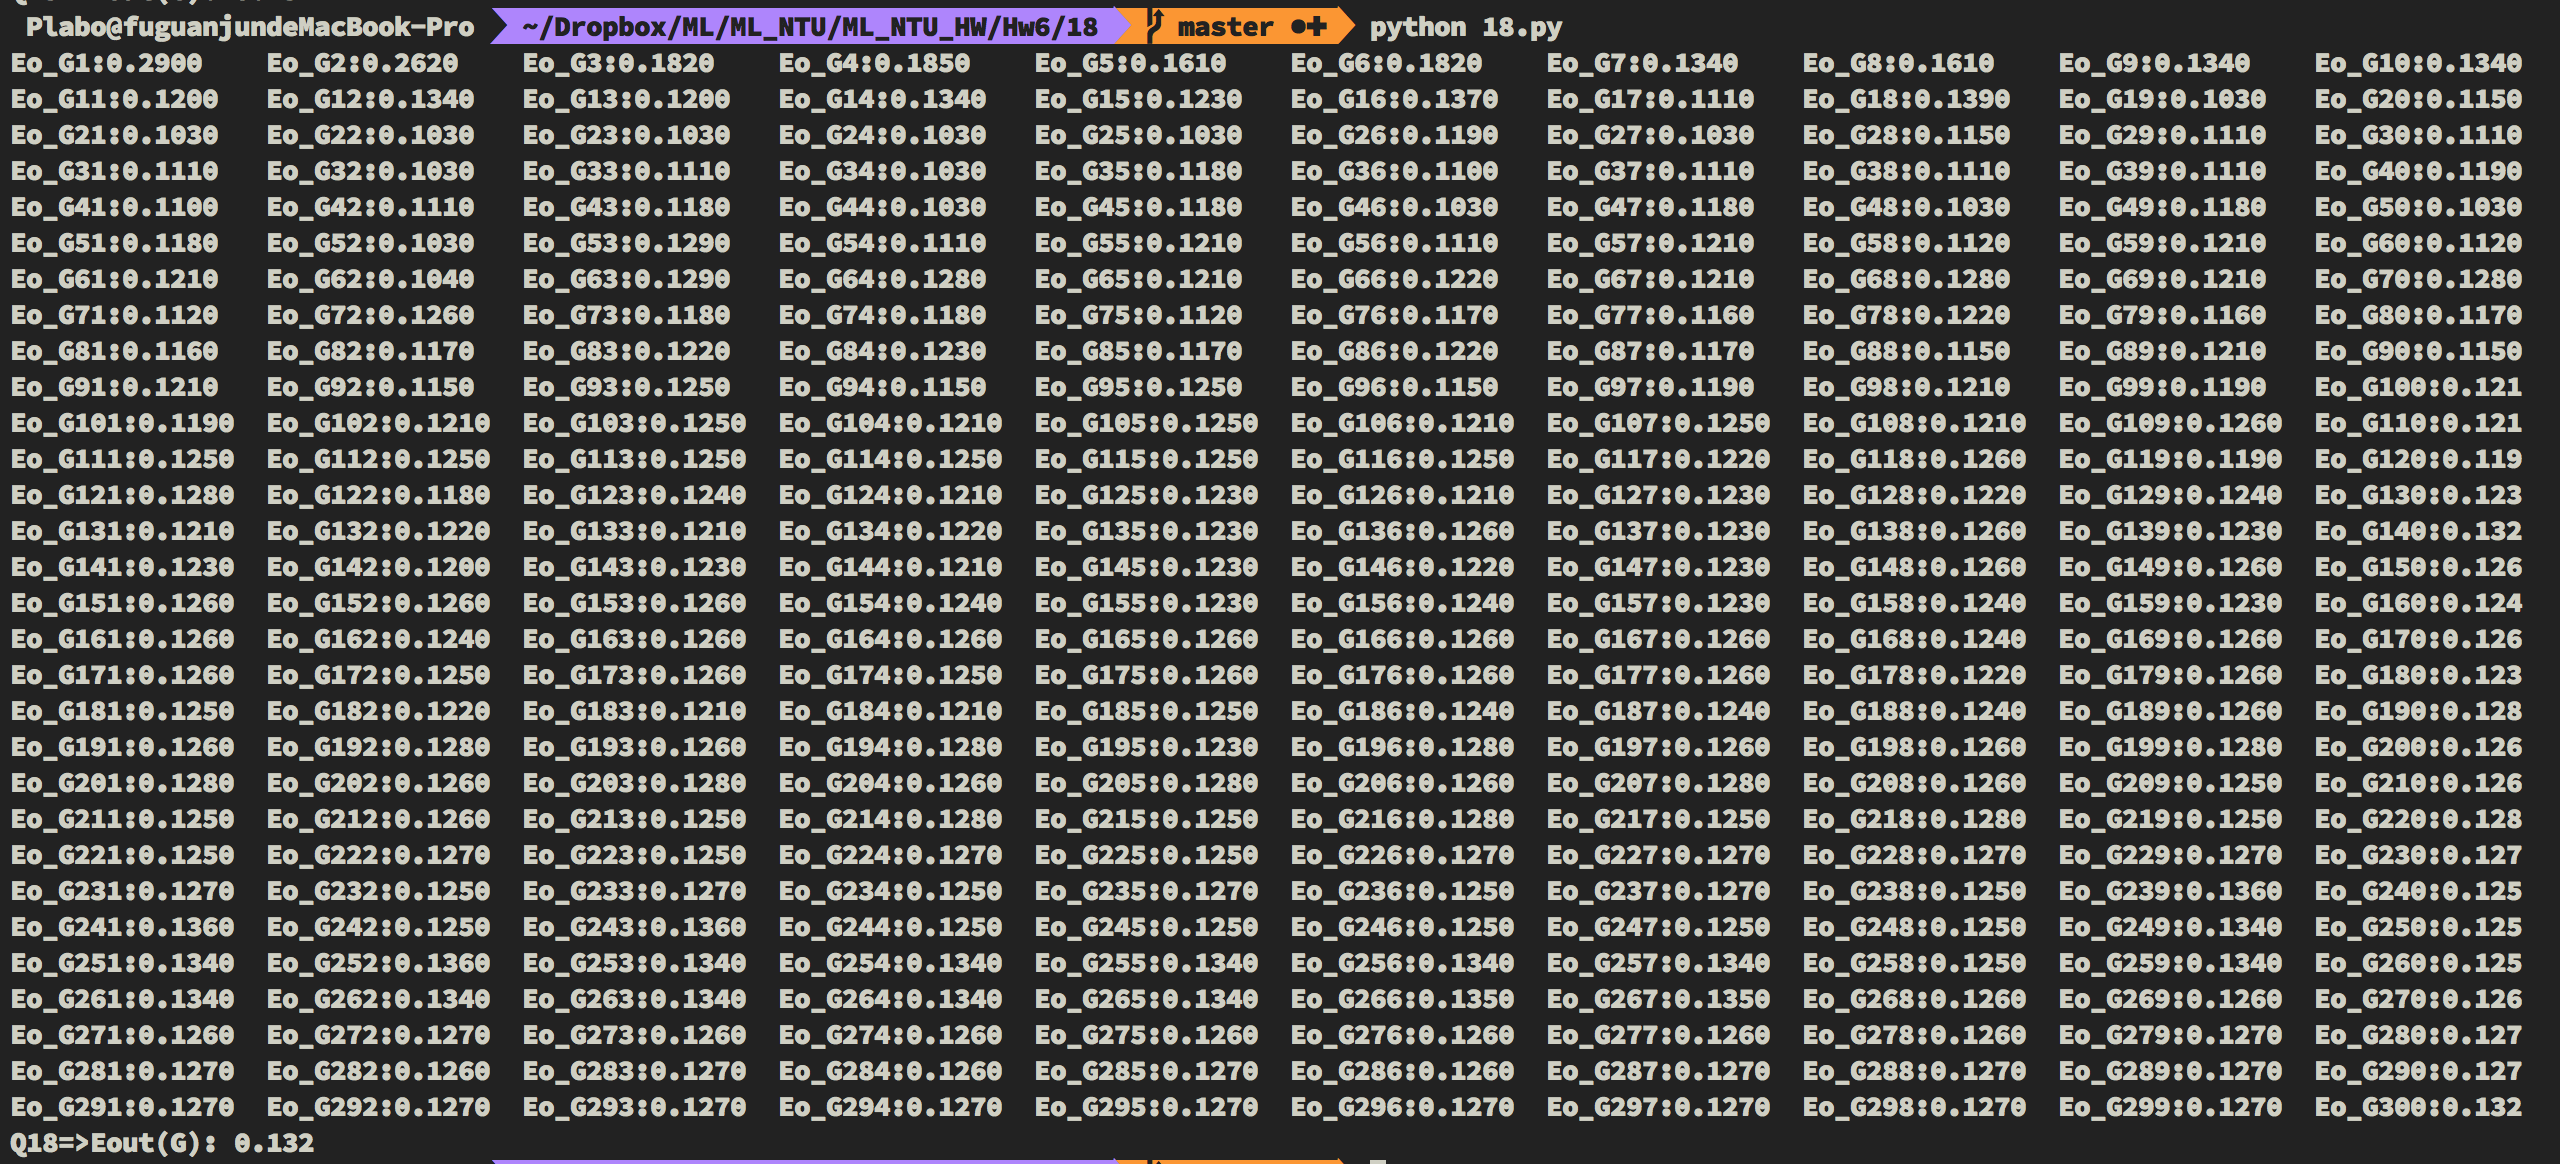 Plabo@fuguanjundeMacBook-Pro ~/Dropbox/ML/ML_NTU/ML_NTU_HW/Hw6/18 master ●✚ python 18.py
Eo_G1:0.2900 Eo_G2:0.2620 Eo_G3:0.1820 Eo_G4:0.1850 Eo_G5:0.1610 Eo_G6:0.1820 Eo_G7:0.1340 Eo_G8:0.1610 Eo_G9:0.1340 Eo_G10:0.1340
Eo_G11:0.1200 Eo_G12:0.1340 Eo_G13:0.1200 Eo_G14:0.1340 Eo_G15:0.1230 Eo_G16:0.1370 Eo_G17:0.1110 Eo_G18:0.1390 Eo_G19:0.1030 Eo_G20:0.1150
Eo_G21:0.1030 Eo_G22:0.1030 Eo_G23:0.1030 Eo_G24:0.1030 Eo_G25:0.1030 Eo_G26:0.1190 Eo_G27:0.1030 Eo_G28:0.1150 Eo_G29:0.1110 Eo_G30:0.1110
Eo_G31:0.1110 Eo_G32:0.1030 Eo_G33:0.1110 Eo_G34:0.1030 Eo_G35:0.1180 Eo_G36:0.1100 Eo_G37:0.1110 Eo_G38:0.1110 Eo_G39:0.1110 Eo_G40:0.1190
Eo_G41:0.1100 Eo_G42:0.1110 Eo_G43:0.1180 Eo_G44:0.1030 Eo_G45:0.1180 Eo_G46:0.1030 Eo_G47:0.1180 Eo_G48:0.1030 Eo_G49:0.1180 Eo_G50:0.1030
Eo_G51:0.1180 Eo_G52:0.1030 Eo_G53:0.1290 Eo_G54:0.1110 Eo_G55:0.1210 Eo_G56:0.1110 Eo_G57:0.1210 Eo_G58:0.1120 Eo_G59:0.1210 Eo_G60:0.1120
Eo_G61:0.1210 Eo_G62:0.1040 Eo_G63:0.1290 Eo_G64:0.1280 Eo_G65:0.1210 Eo_G66:0.1220 Eo_G67:0.1210 Eo_G68:0.1280 Eo_G69:0.1210 Eo_G70:0.1280
Eo_G71:0.1120 Eo_G72:0.1260 Eo_G73:0.1180 Eo_G74:0.1180 Eo_G75:0.1120 Eo_G76:0.1170 Eo_G77:0.1160 Eo_G78:0.1220 Eo_G79:0.1160 Eo_G80:0.1170
Eo_G81:0.1160 Eo_G82:0.1170 Eo_G83:0.1220 Eo_G84:0.1230 Eo_G85:0.1170 Eo_G86:0.1220 Eo_G87:0.1170 Eo_G88:0.1150 Eo_G89:0.1210 Eo_G90:0.1150
Eo_G91:0.1210 Eo_G92:0.1150 Eo_G93:0.1250 Eo_G94:0.1150 Eo_G95:0.1250 Eo_G96:0.1150 Eo_G97:0.1190 Eo_G98:0.1210 Eo_G99:0.1190 Eo_G100:0.121
Eo_G101:0.1190 Eo_G102:0.1210 Eo_G103:0.1250 Eo_G104:0.1210 Eo_G105:0.1250 Eo_G106:0.1210 Eo_G107:0.1250 Eo_G108:0.1210 Eo_G109:0.1260 Eo_G110:0.121
Eo_G111:0.1250 Eo_G112:0.1250 Eo_G113:0.1250 Eo_G114:0.1250 Eo_G115:0.1250 Eo_G116:0.1250 Eo_G117:0.1220 Eo_G118:0.1260 Eo_G119:0.1190 Eo_G120:0.119
Eo_G121:0.1280 Eo_G122:0.1180 Eo_G123:0.1240 Eo_G124:0.1210 Eo_G125:0.1230 Eo_G126:0.1210 Eo_G127:0.1230 Eo_G128:0.1220 Eo_G129:0.1240 Eo_G130:0.123
Eo_G131:0.1210 Eo_G132:0.1220 Eo_G133:0.1210 Eo_G134:0.1220 Eo_G135:0.1230 Eo_G136:0.1260 Eo_G137:0.1230 Eo_G138:0.1260 Eo_G139:0.1230 Eo_G140:0.132
Eo_G141:0.1230 Eo_G142:0.1200 Eo_G143:0.1230 Eo_G144:0.1210 Eo_G145:0.1230 Eo_G146:0.1220 Eo_G147:0.1230 Eo_G148:0.1260 Eo_G149:0.1260 Eo_G150:0.126
Eo_G151:0.1260 Eo_G152:0.1260 Eo_G153:0.1260 Eo_G154:0.1240 Eo_G155:0.1230 Eo_G156:0.1240 Eo_G157:0.1230 Eo_G158:0.1240 Eo_G159:0.1230 Eo_G160:0.124
Eo_G161:0.1260 Eo_G162:0.1240 Eo_G163:0.1260 Eo_G164:0.1260 Eo_G165:0.1260 Eo_G166:0.1260 Eo_G167:0.1260 Eo_G168:0.1240 Eo_G169:0.1260 Eo_G170:0.126
Eo_G171:0.1260 Eo_G172:0.1250 Eo_G173:0.1260 Eo_G174:0.1250 Eo_G175:0.1260 Eo_G176:0.1260 Eo_G177:0.1260 Eo_G178:0.1220 Eo_G179:0.1260 Eo_G180:0.123
Eo_G181:0.1250 Eo_G182:0.1220 Eo_G183:0.1210 Eo_G184:0.1210 Eo_G185:0.1250 Eo_G186:0.1240 Eo_G187:0.1240 Eo_G188:0.1240 Eo_G189:0.1260 Eo_G190:0.128
Eo_G191:0.1260 Eo_G192:0.1280 Eo_G193:0.1260 Eo_G194:0.1280 Eo_G195:0.1230 Eo_G196:0.1280 Eo_G197:0.1260 Eo_G198:0.1260 Eo_G199:0.1280 Eo_G200:0.126
Eo_G201:0.1280 Eo_G202:0.1260 Eo_G203:0.1280 Eo_G204:0.1260 Eo_G205:0.1280 Eo_G206:0.1260 Eo_G207:0.1280 Eo_G208:0.1260 Eo_G209:0.1250 Eo_G210:0.126
Eo_G211:0.1250 Eo_G212:0.1260 Eo_G213:0.1250 Eo_G214:0.1280 Eo_G215:0.1250 Eo_G216:0.1280 Eo_G217:0.1250 Eo_G218:0.1280 Eo_G219:0.1250 Eo_G220:0.128
Eo_G221:0.1250 Eo_G222:0.1270 Eo_G223:0.1250 Eo_G224:0.1270 Eo_G225:0.1250 Eo_G226:0.1270 Eo_G227:0.1270 Eo_G228:0.1270 Eo_G229:0.1270 Eo_G230:0.127
Eo_G231:0.1270 Eo_G232:0.1250 Eo_G233:0.1270 Eo_G234:0.1250 Eo_G235:0.1270 Eo_G236:0.1250 Eo_G237:0.1270 Eo_G238:0.1250 Eo_G239:0.1360 Eo_G240:0.125
Eo_G241:0.1360 Eo_G242:0.1250 Eo_G243:0.1360 Eo_G244:0.1250 Eo_G245:0.1250 Eo_G246:0.1250 Eo_G247:0.1250 Eo_G248:0.1250 Eo_G249:0.1340 Eo_G250:0.125
Eo_G251:0.1340 Eo_G252:0.1360 Eo_G253:0.1340 Eo_G254:0.1340 Eo_G255:0.1340 Eo_G256:0.1340 Eo_G257:0.1340 Eo_G258:0.1250 Eo_G259:0.1340 Eo_G260:0.125
Eo_G261:0.1340 Eo_G262:0.1340 Eo_G263:0.1340 Eo_G264:0.1340 Eo_G265:0.1340 Eo_G266:0.1350 Eo_G267:0.1350 Eo_G268:0.1260 Eo_G269:0.1260 Eo_G270:0.126
Eo_G271:0.1260 Eo_G272:0.1270 Eo_G273:0.1260 Eo_G274:0.1260 Eo_G275:0.1260 Eo_G276:0.1260 Eo_G277:0.1260 Eo_G278:0.1260 Eo_G279:0.1270 Eo_G280:0.127
Eo_G281:0.1270 Eo_G282:0.1260 Eo_G283:0.1270 Eo_G284:0.1260 Eo_G285:0.1270 Eo_G286:0.1260 Eo_G287:0.1270 Eo_G288:0.1270 Eo_G289:0.1270 Eo_G290:0.127
Eo_G291:0.1270 Eo_G292:0.1270 Eo_G293:0.1270 Eo_G294:0.1270 Eo_G295:0.1270 Eo_G296:0.1270 Eo_G297:0.1270 Eo_G298:0.1270 Eo_G299:0.1270 Eo_G300:0.132
Q18=>Eout(G): 0.132